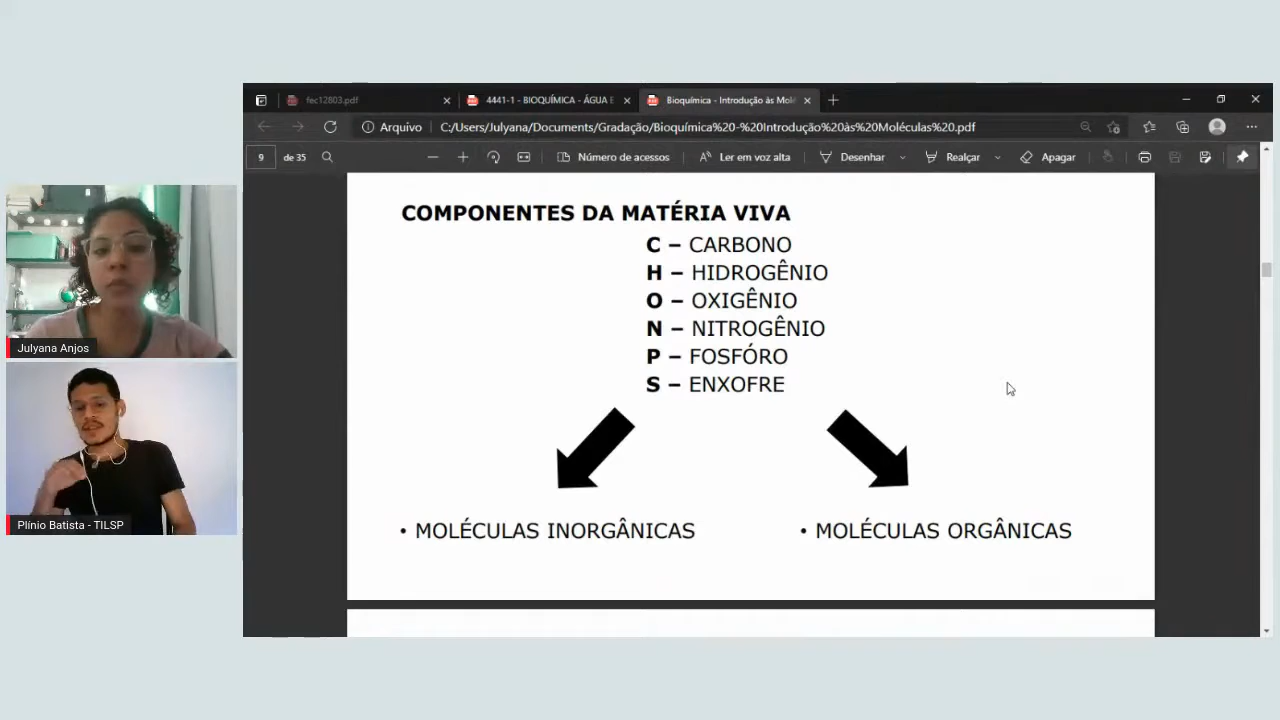 fec12803.pdf
4441-1 - BIOQUÍMICA - ÁGUA E
Bioquímica - Introdução às Molé
Arquivo
C:/Users/Julyana/Documents/Gradação/Bioquímica%20-%20Introdução%20às%20Moléculas%20.pdf
9 de 35
Número de acessos
Ler em voz alta
Desenhar
Realçar
Apagar
COMPONENTES DA MATÉRIA VIVA
C – CARBONO
H – HIDROGÊNIO
O – OXIGÊNIO
N – NITROGÊNIO
P – FOSFÓRO
S – ENXOFRE
• MOLÉCULAS INORGÂNICAS
• MOLÉCULAS ORGÂNICAS
Julyana Anjos
Plínio Batista - TILSP